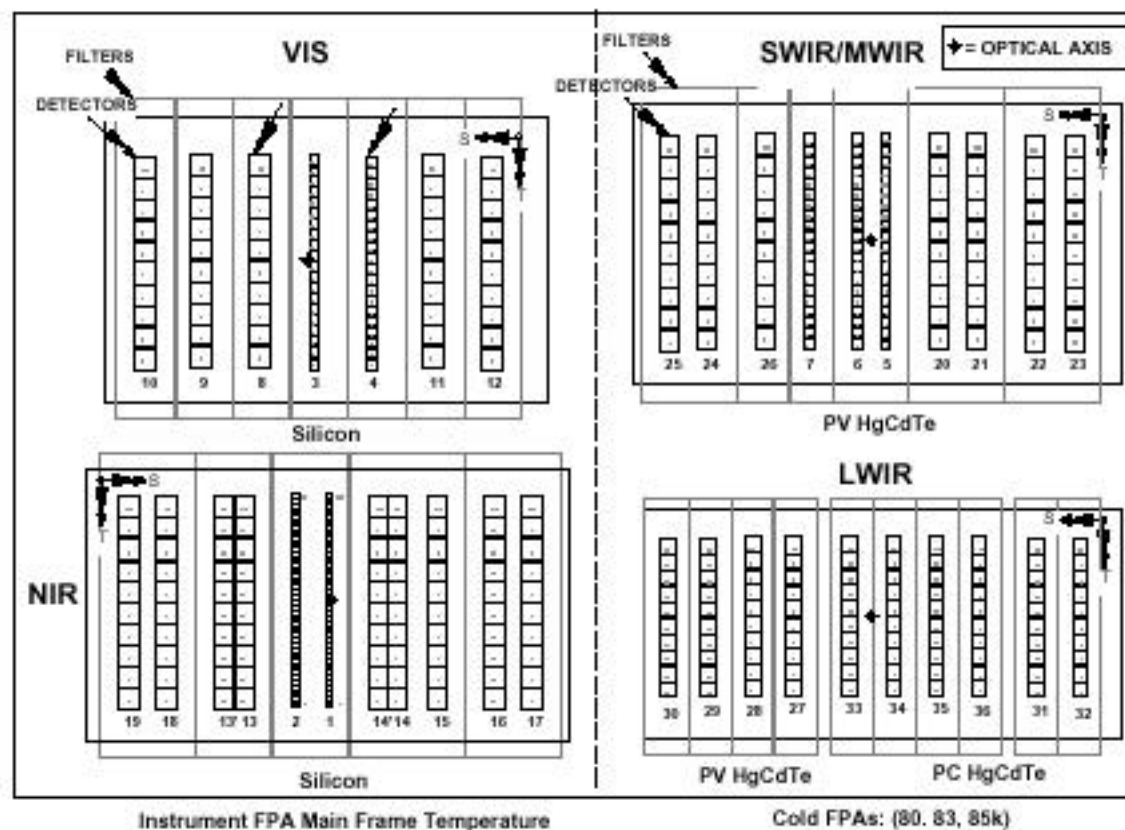 VIS
FILTERS
DETECTORS
S
T
10 9 8 3 4 11 12
Silicon
SWIR/MWIR
= OPTICAL AXIS
FILTERS
DETECTORS
S
T
25 24 26 7 6 5 20 21 22 23
PV HgCdTe
NIR
S
T
19 18 13' 13 2 1 14' 14 15 16 17
Silicon
LWIR
S
T
30 29 28 27 33 34 35 36 31 32
PV HgCdTe PC HgCdTe
Instrument FPA Main Frame Temperature
Cold FPAs: (80. 83, 85k)